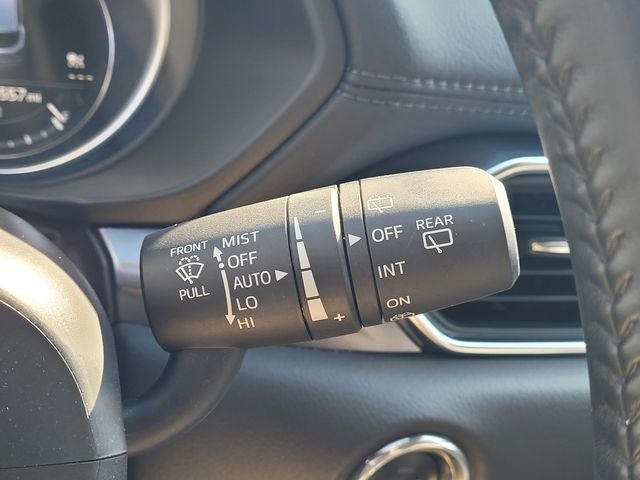 FRONT
PULL
MIST
OFF
AUTO
LO
HI
−
+
OFF
INT
ON
REAR